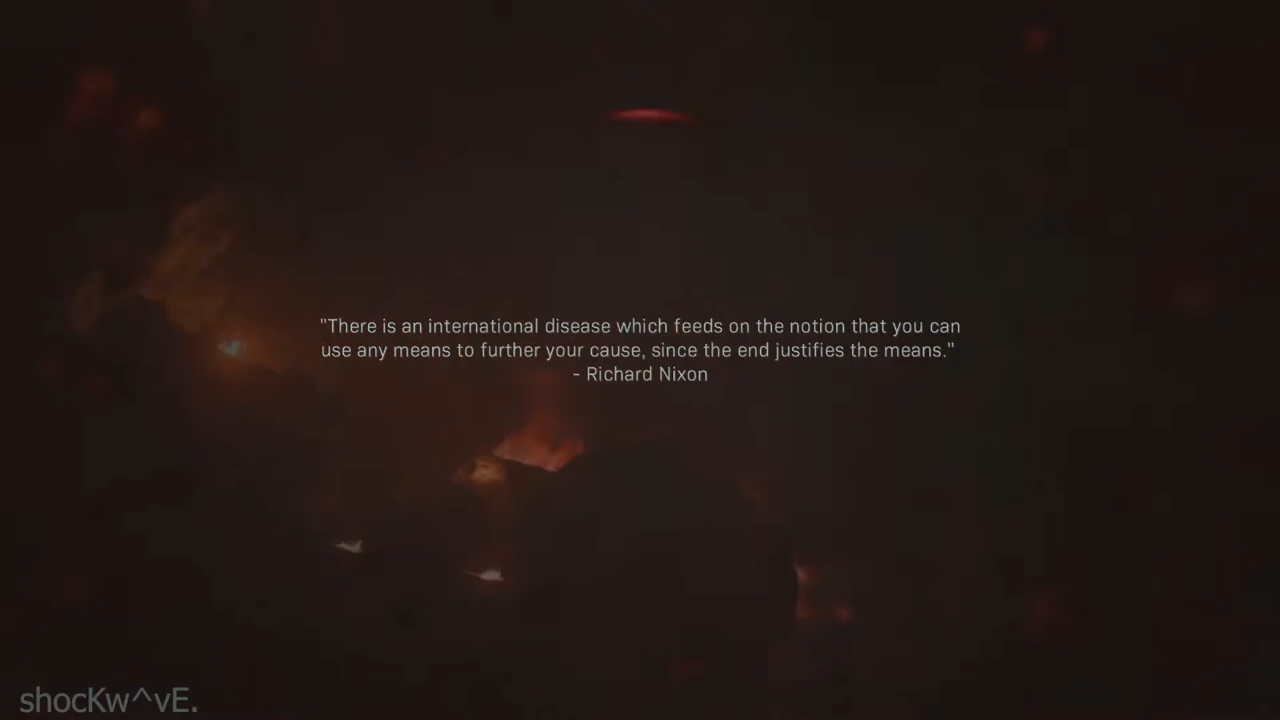 "There is an international disease which feeds on the notion that you can
use any means to further your cause, since the end justifies the means."
- Richard Nixon
shocKw^vE.